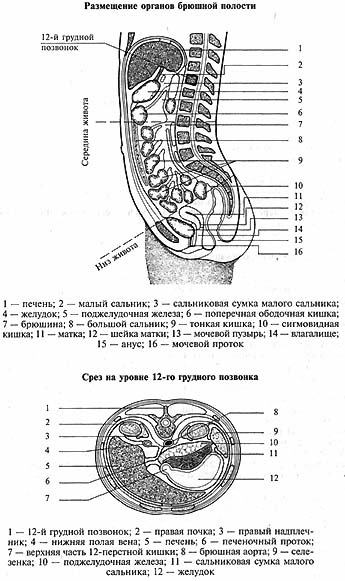 Размещение органов брюшной полости
12-й грудной
позвонок
Середина живота
Низ живота
1
2
3
4
5
6
7
8
9
10
11
12
13
14
15
16
1 — печень; 2 — малый сальник; 3 — сальниковая сумка малого сальника;
4 — желудок; 5 — поджелудочная железа; 6 — поперечная ободочная кишка;
7 — брюшина; 8 — большой сальник; 9 — тонкая кишка; 10 — сигмовидная
кишка; 11 — матка; 12 — шейка матки; 13 — мочевой пузырь; 14 — влагалище;
15 — анус; 16 — мочевой проток
Срез на уровне 12-го грудного позвонка
1
2
3
4
5
6
7
8
9
10
11
12
1 — 12-й грудной позвонок; 2 — правая почка; 3 — правый надплеч-
ник; 4 — нижняя полая вена; 5 — печень; 6 — печеночный проток;
7 — верхняя часть 12-перстной кишки; 8 — брюшная аорта; 9 — селе-
зенка; 10 — поджелудочная железа; 11 — сальниковая сумка малого
сальника; 12 — желудок